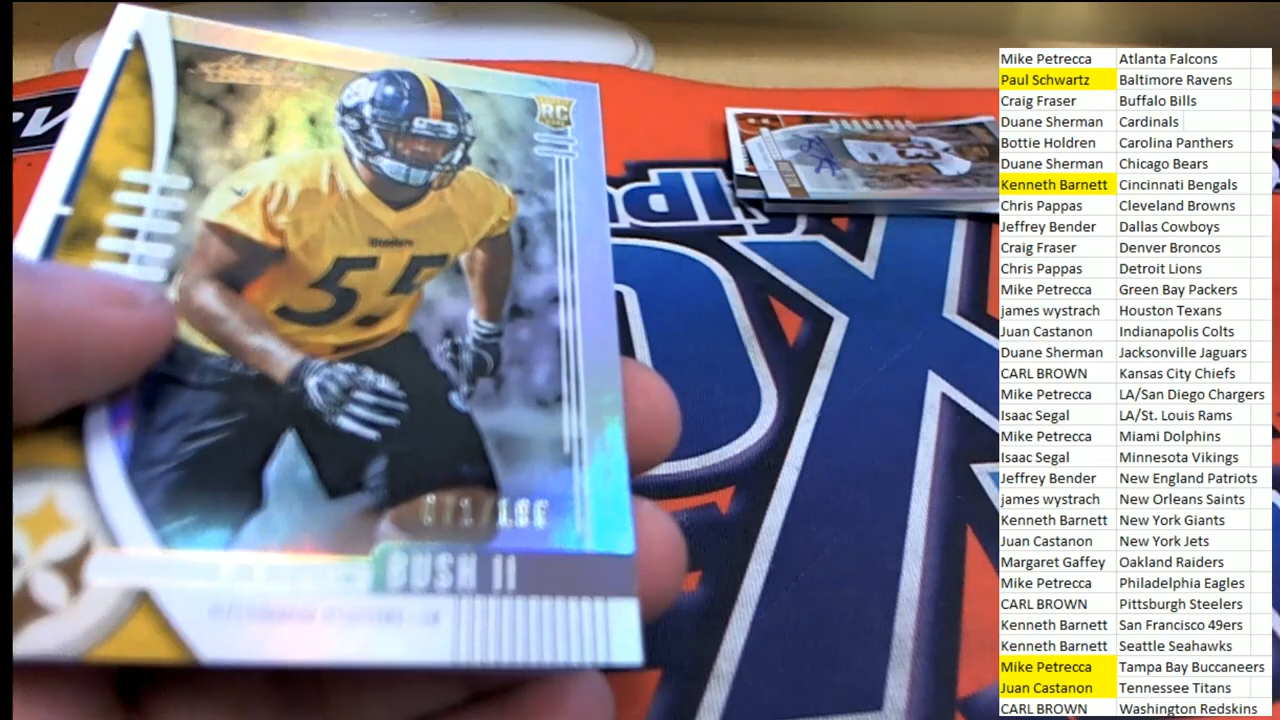 RC
Steelers
55
BUSH II
Mike Petrecca Atlanta Falcons
Paul Schwartz Baltimore Ravens
Craig Fraser Buffalo Bills
Duane Sherman Cardinals
Bottie Holdren Carolina Panthers
Duane Sherman Chicago Bears
Kenneth Barnett Cincinnati Bengals
Chris Pappas Cleveland Browns
Jeffrey Bender Dallas Cowboys
Craig Fraser Denver Broncos
Chris Pappas Detroit Lions
Mike Petrecca Green Bay Packers
james wystrach Houston Texans
Juan Castanon Indianapolis Colts
Duane Sherman Jacksonville Jaguars
CARL BROWN Kansas City Chiefs
Mike Petrecca LA/San Diego Chargers
Isaac Segal LA/St. Louis Rams
Mike Petrecca Miami Dolphins
Isaac Segal Minnesota Vikings
Jeffrey Bender New England Patriots
james wystrach New Orleans Saints
Kenneth Barnett New York Giants
Juan Castanon New York Jets
Margaret Gaffey Oakland Raiders
Mike Petrecca Philadelphia Eagles
CARL BROWN Pittsburgh Steelers
Kenneth Barnett San Francisco 49ers
Kenneth Barnett Seattle Seahawks
Mike Petrecca Tampa Bay Buccaneers
Juan Castanon Tennessee Titans
CARL BROWN Washington Redskins